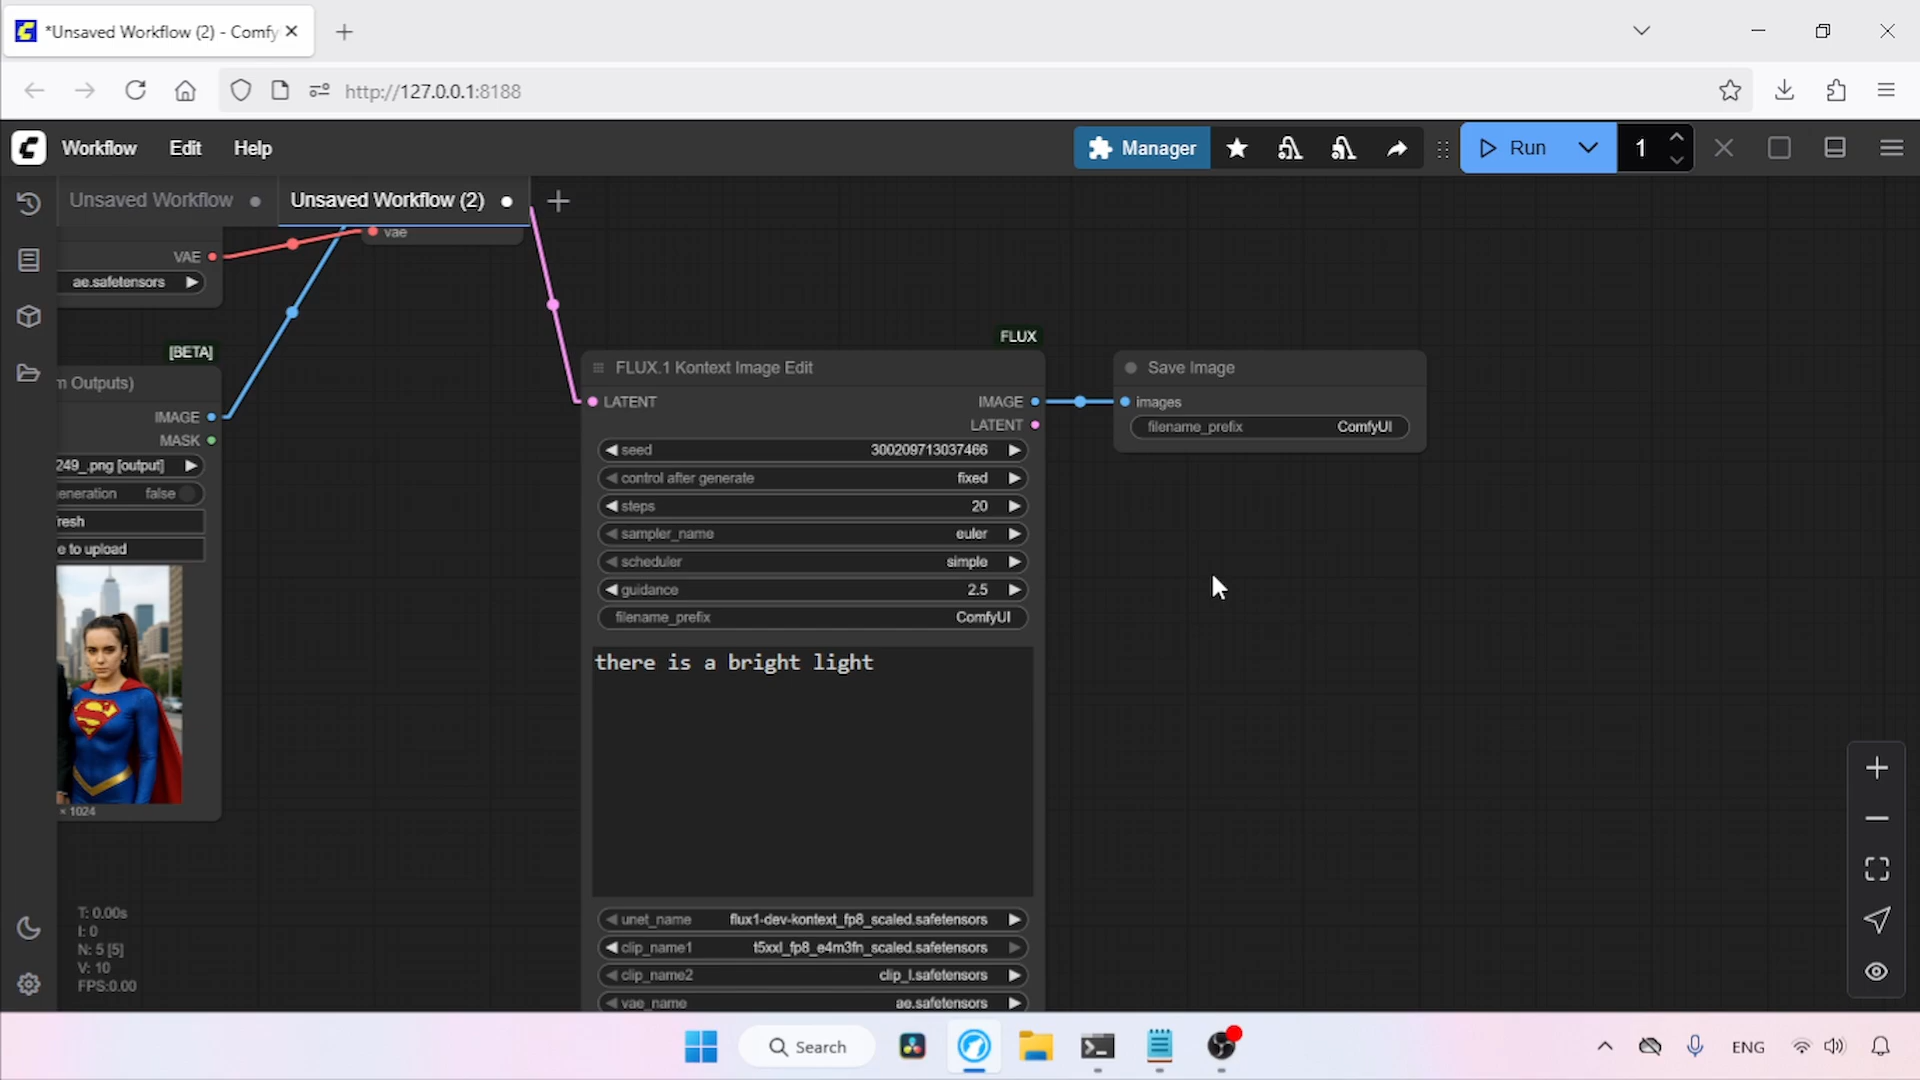 *Unsaved Workflow (2) - Comfy
http://127.0.0.1:8188
Workflow
Edit
Help
Manager
Run
1
Unsaved Workflow
Unsaved Workflow (2)
vae
VAE
ae.safetensors
[BETA]
m Outputs)
IMAGE
MASK
249_.png [output]
eneration false
fresh
e to upload
× 1024
FLUX
FLUX.1 Kontext Image Edit
LATENT
IMAGE
LATENT
seed 300209713037466
control after generate fixed
steps 20
sampler_name euler
scheduler simple
guidance 2.5
filename_prefix ComfyUI
there is a bright light
unet_name flux1-dev-kontext_fp8_scaled.safetensors
clip_name1 t5xxl_fp8_e4m3fn_scaled.safetensors
clip_name2 clip_l.safetensors
vae_name ae.safetensors
Save Image
images
filename_prefix ComfyUI
T: 0.00s
I: 0
N: 5 [5]
V: 10
FPS:0.00
Search
ENG